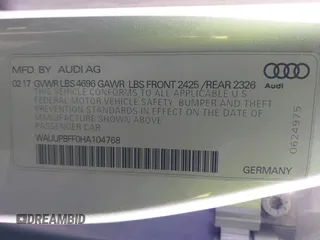 MFD. BY AUDI AG
02·17 GVWR LBS 4696 GAWR LBS FRONT 2425 /REAR 2326
THIS VEHICLE CONFORMS TO ALL APPLICABLE U.S.
FEDERAL MOTOR VEHICLE SAFETY, BUMPER AND THEFT
PREVENTION STANDARDS IN EFFECT ON THE DATE OF
MANUFACTURE SHOWN ABOVE.
PASSENGER CAR
WAUUPBFF0HA104768
GERMANY
Audi
0624975
DREAMBID